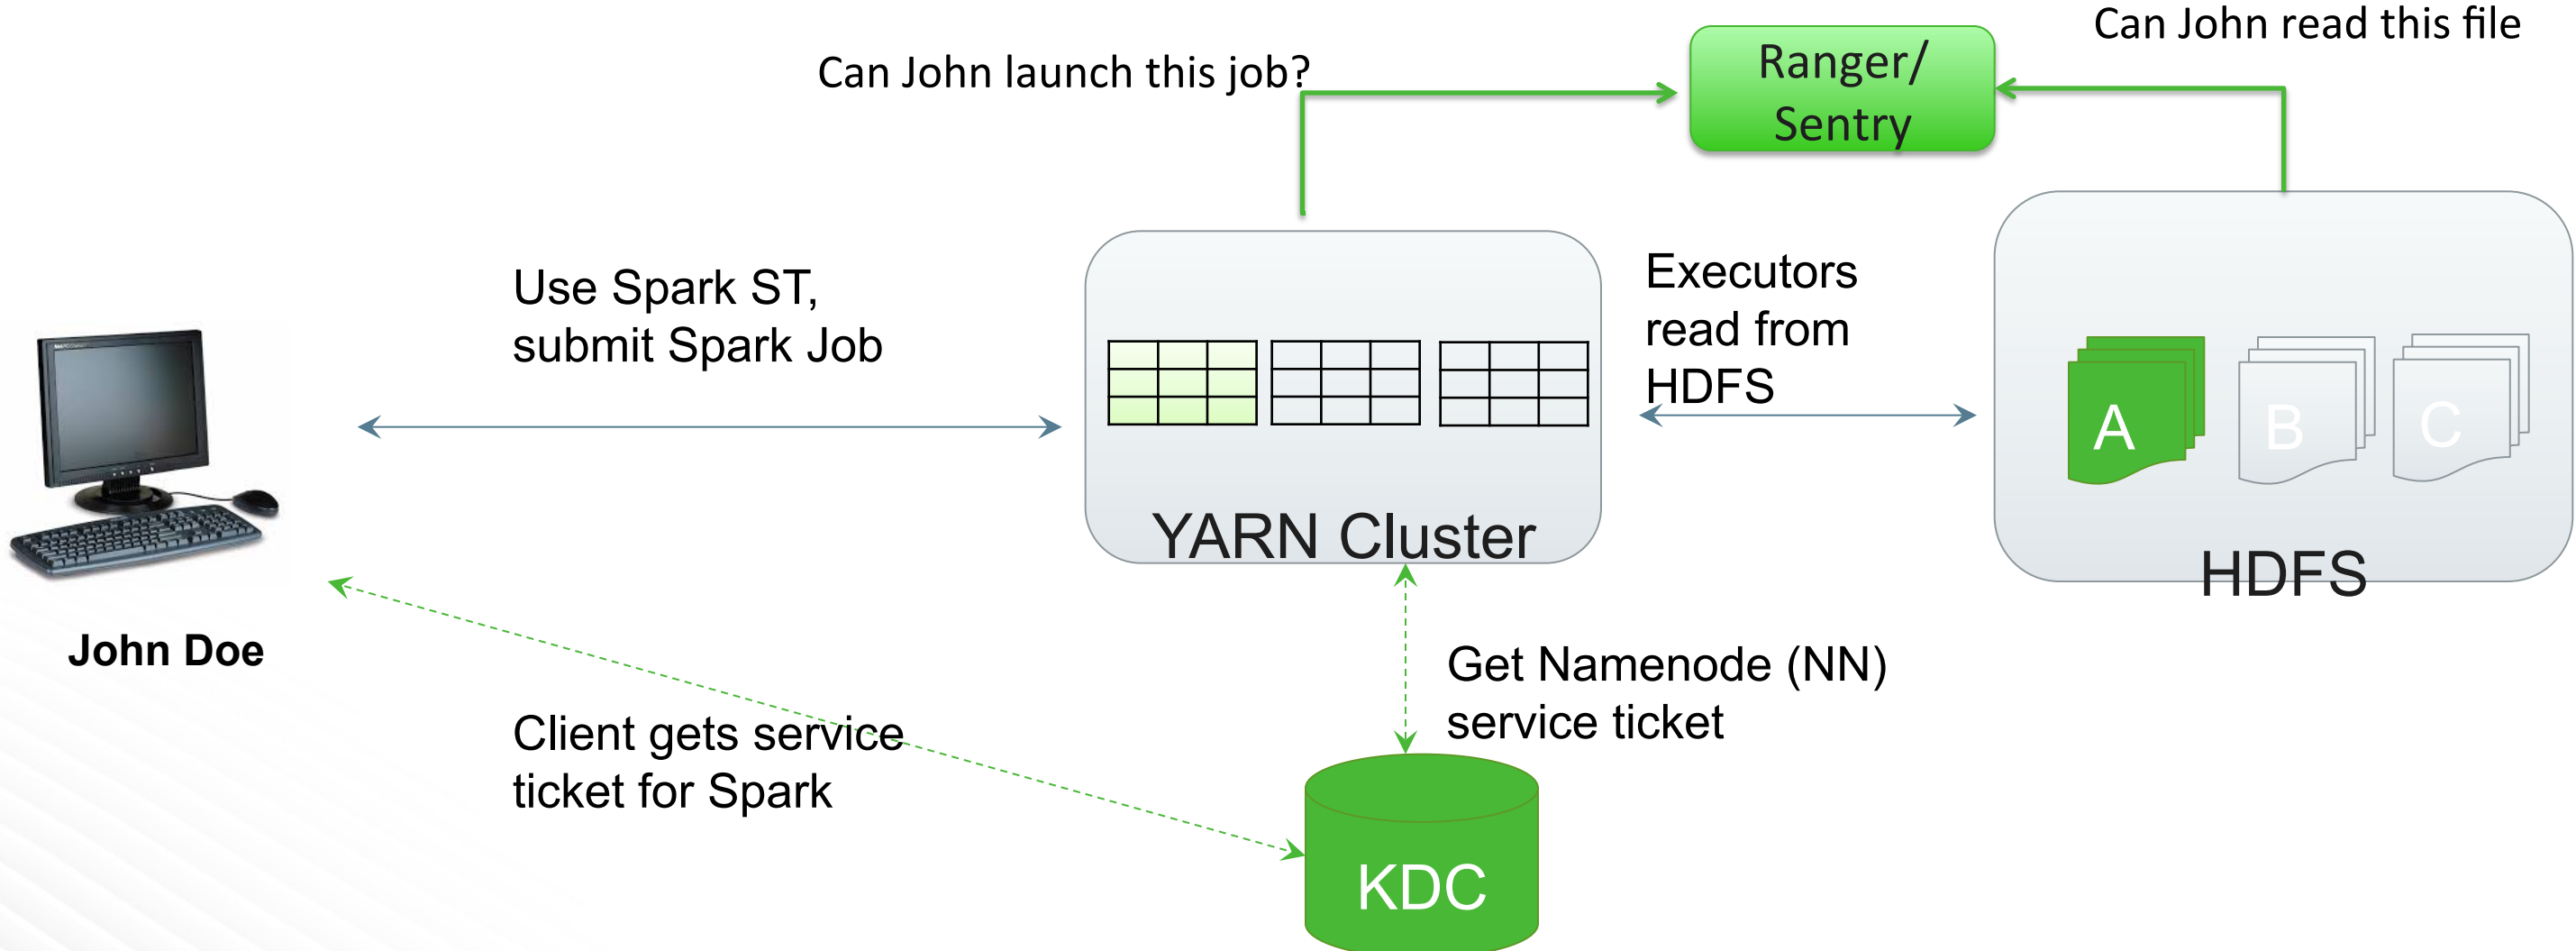 Can John launch this job?
Ranger/
Sentry
Can John read this file
Use Spark ST,
submit Spark Job
Executors
read from
HDFS
A
B
C
YARN Cluster
HDFS
John Doe
Get Namenode (NN)
service ticket
Client gets service
ticket for Spark
KDC